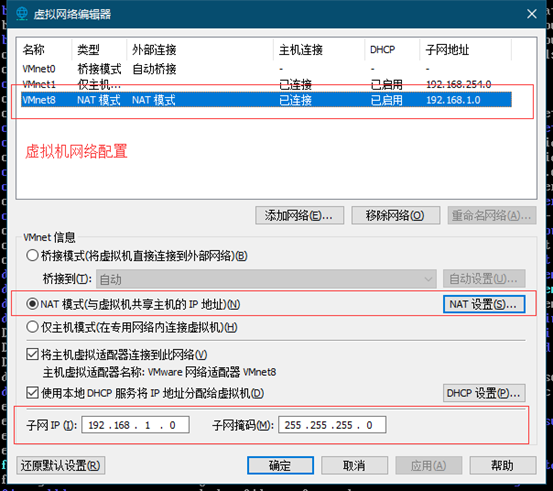 虚拟网络编辑器
名称 类型 外部连接 主机连接 DHCP 子网地址
VMnet0 桥接模式 自动桥接 - - -
VMnet1 仅主机... - 已连接 已启用 192.168.254.0
VMnet8 NAT 模式 NAT 模式 已连接 已启用 192.168.1.0
虚拟机网络配置
添加网络(E)... 移除网络(O) 重命名网络(A)...
VMnet 信息
桥接模式(将虚拟机直接连接到外部网络)(B)
桥接到(T): 自动 自动设置(U)...
NAT 模式(与虚拟机共享主机的 IP 地址)(N) NAT 设置(S)...
仅主机模式(在专用网络内连接虚拟机)(H)
将主机虚拟适配器连接到此网络(V)
主机虚拟适配器名称: VMware 网络适配器 VMnet8
使用本地 DHCP 服务将 IP 地址分配给虚拟机(D) DHCP 设置(P)...
子网 IP (I): 192 . 168 . 1 . 0 子网掩码(M): 255 . 255 . 255 . 0
还原默认设置(R) 确定 取消 应用(A) 帮助